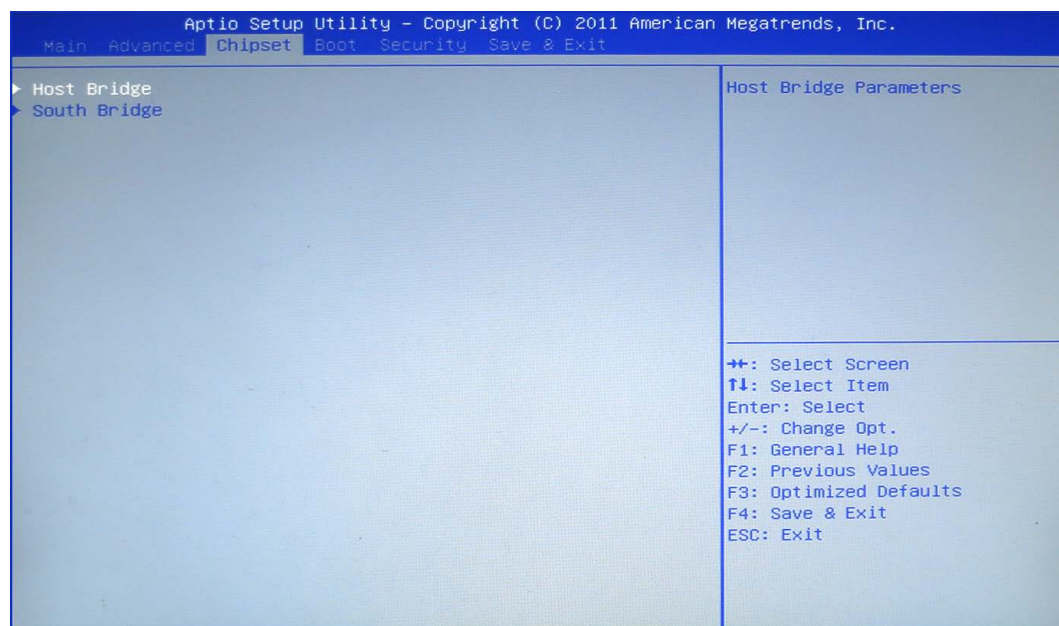 Aptio Setup Utility – Copyright (C) 2011 American Megatrends, Inc.
Main Advanced Chipset Boot Security Save & Exit
► Host Bridge
► South Bridge
Host Bridge Parameters
→←: Select Screen
↑↓: Select Item
Enter: Select
+/-: Change Opt.
F1: General Help
F2: Previous Values
F3: Optimized Defaults
F4: Save & Exit
ESC: Exit